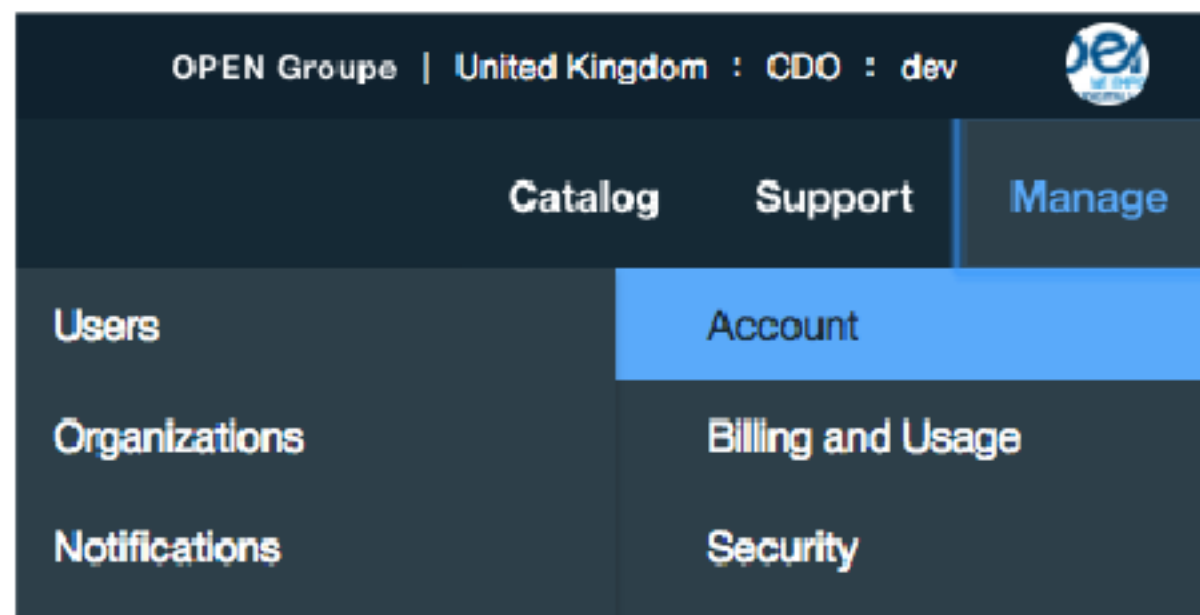 OPEN Groupe | United Kingdom : CDO : dev
Catalog Support Manage
Users Account
Organizations Billing and Usage
Notifications Security